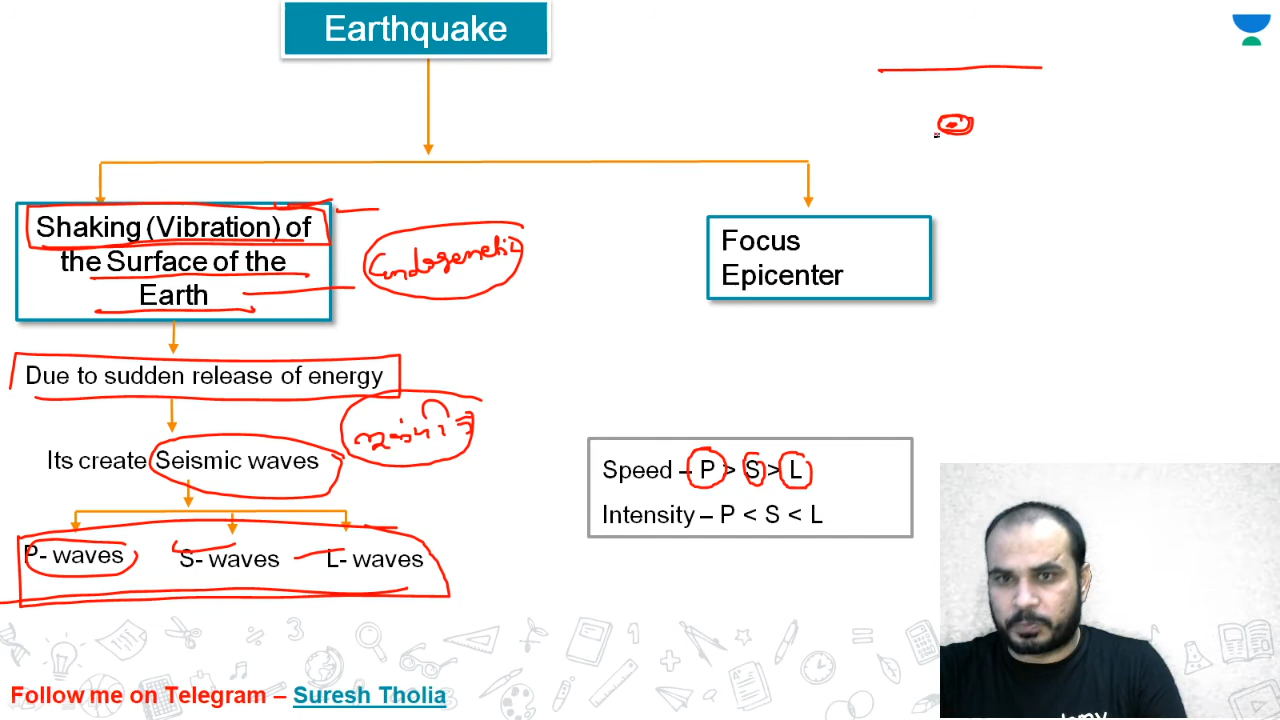 Earthquake
Shaking (Vibration) of
the Surface of the
Earth
Endogenetic
Focus
Epicenter
Due to sudden release of energy
Its create Seismic waves
Speed – P > S > L
Intensity – P < S < L
P- waves S- waves L- waves
Follow me on Telegram – Suresh Tholia